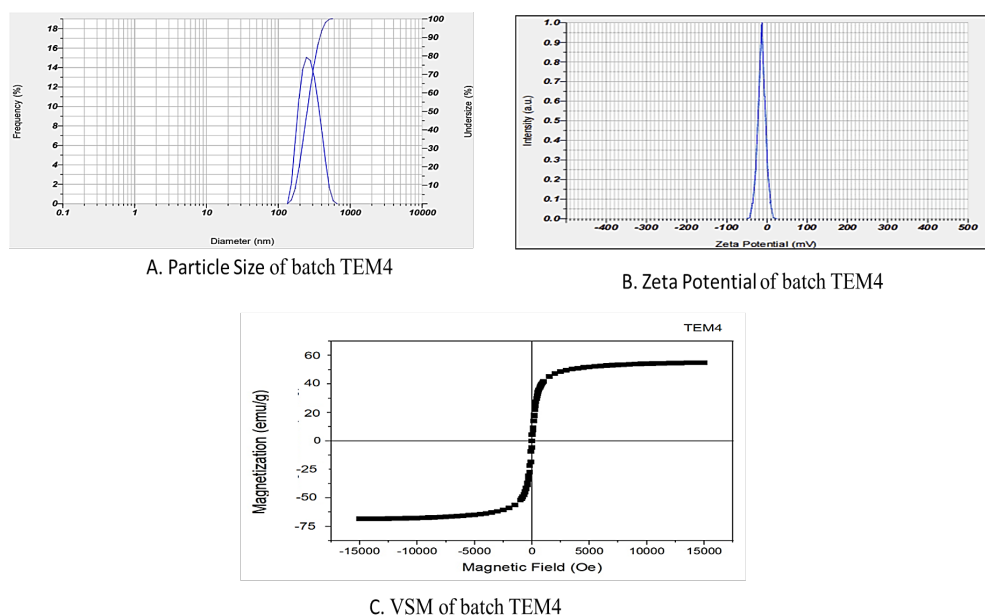 18
16
14
12
10
8
6
4
2
0
Frequency (%)
100
90
80
70
60
50
40
30
20
10
Undersize (%)
0.1 1 10 100 1000 10000
Diameter (nm)
A. Particle Size of batch TEM4
1.0
0.9
0.8
0.7
0.6
0.5
0.4
0.3
0.2
0.1
0.0
Intensity (a.u.)
-400 -300 -200 -100 0 100 200 300 400 500
Zeta Potential (mV)
B. Zeta Potential of batch TEM4
TEM4
60
40
20
0
-25
-50
-75
Magnetization (emu/g)
-15000 -10000 -5000 0 5000 10000 15000
Magnetic Field (Oe)
C. VSM of batch TEM4